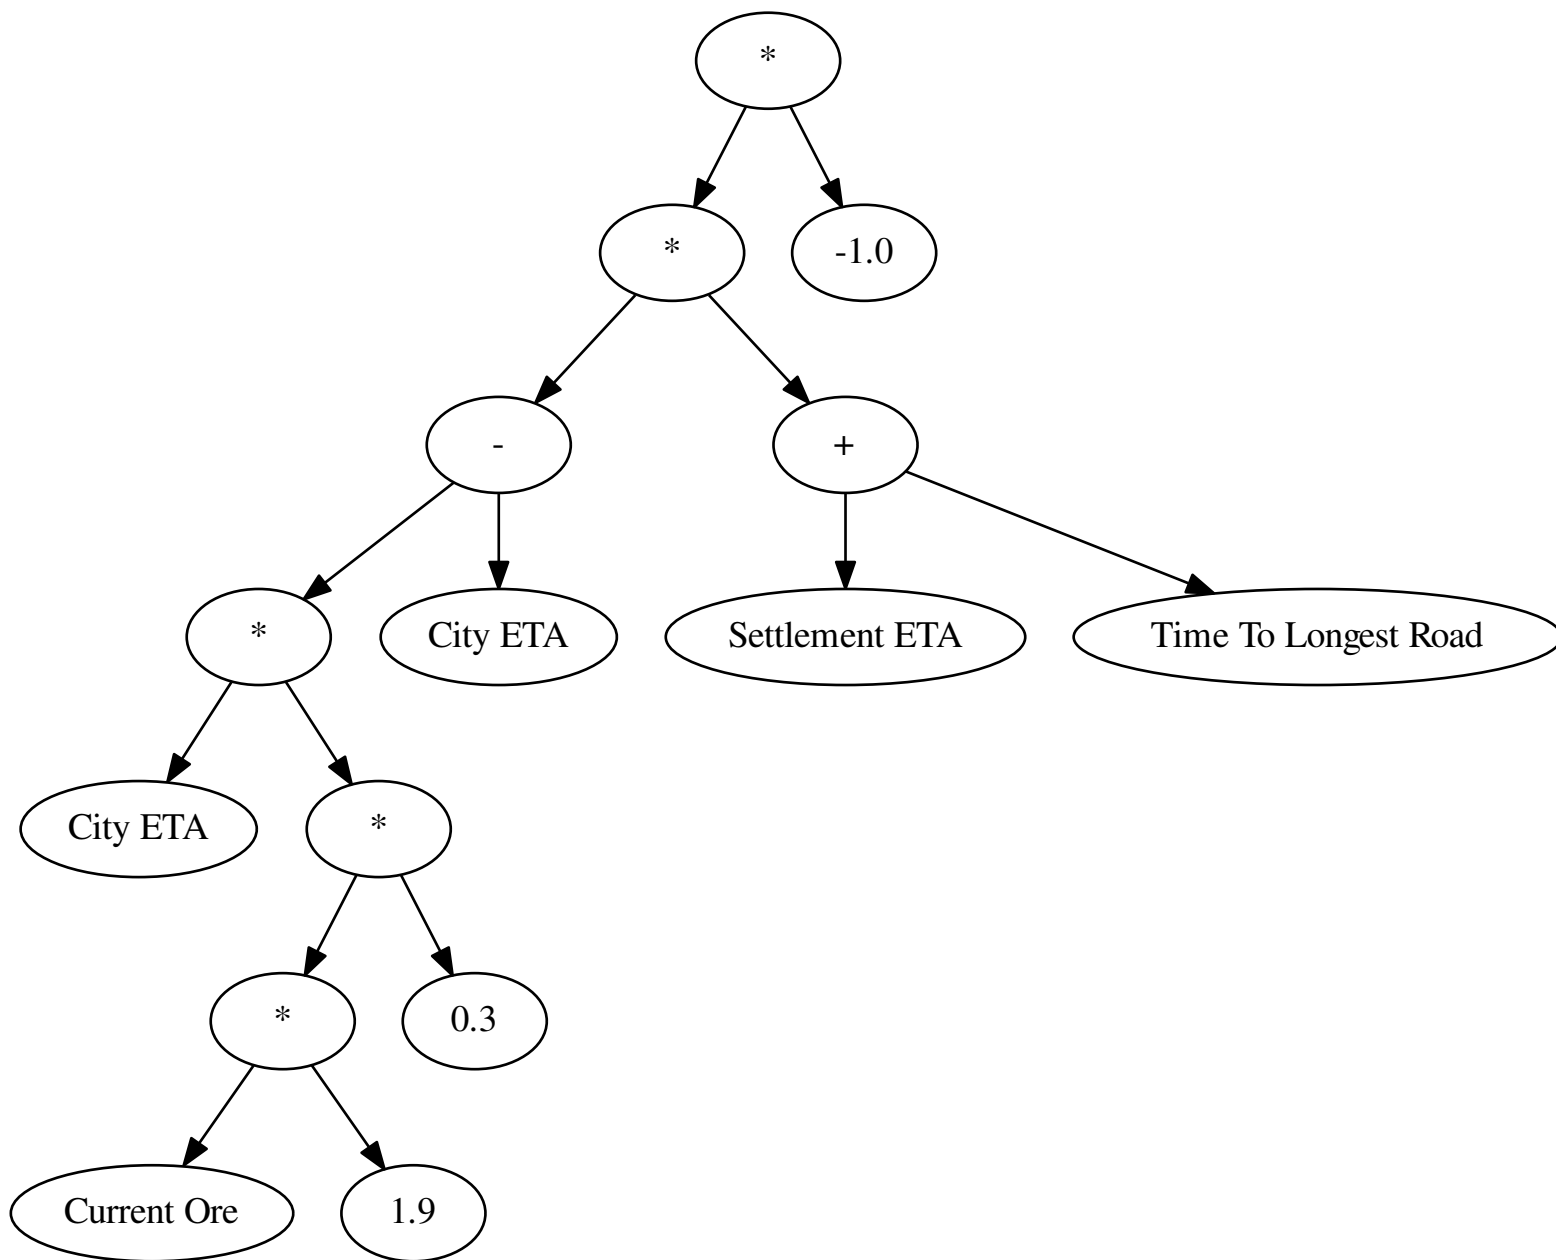 *
*
-1.0
-
+
*
City ETA
Settlement ETA
Time To Longest Road
City ETA
*
*
0.3
Current Ore
1.9